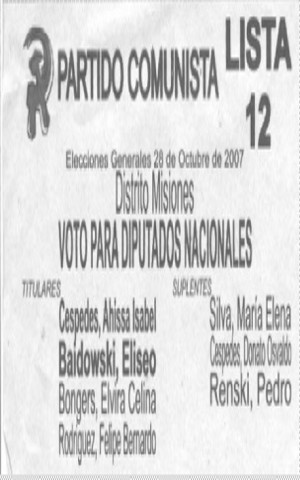 PARTIDO COMUNISTA
LISTA
12
Elecciones Generales 28 de Octubre de 2007
Distrito Misiones
VOTO PARA DIPUTADOS NACIONALES
TITULARES
Cespedes, Ahissa Isabel
Baidowski, Eliseo
Bongers, Elvira Celina
Rodriguez, Felipe Bernardo
SUPLENTES
Silva, María Elena
Cespedes, Donato Osvaldo
Renski, Pedro